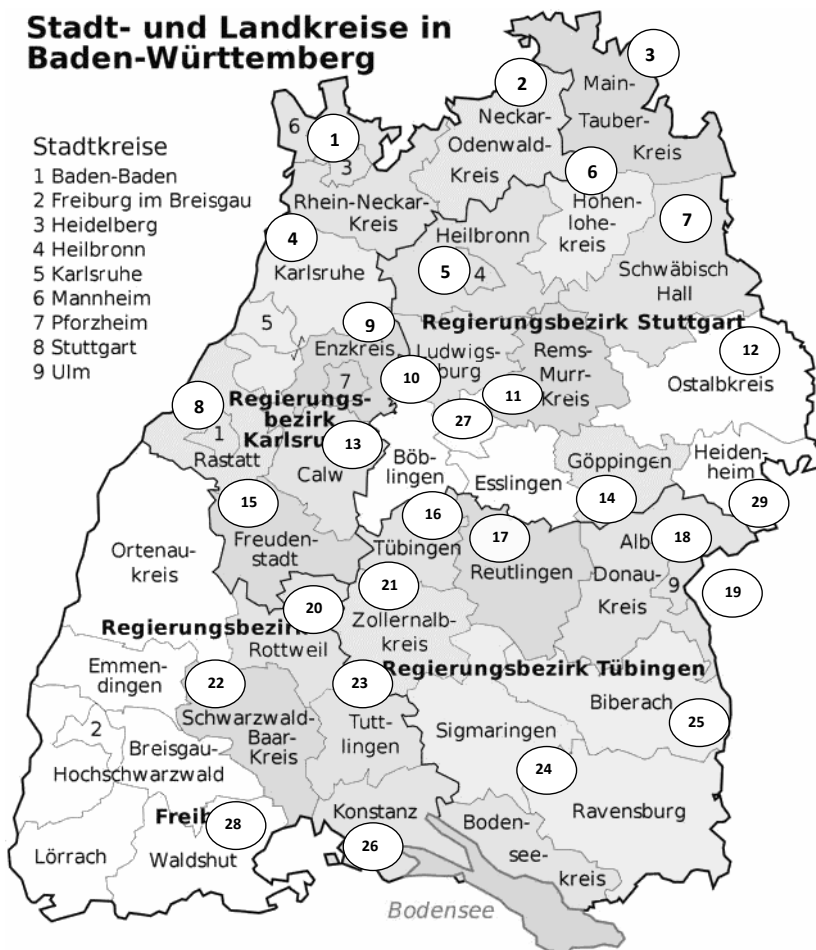 Stadt- und Landkreise in
Baden-Württemberg
Stadtkreise
1 Baden-Baden
2 Freiburg im Breisgau
3 Heidelberg
4 Heilbronn
5 Karlsruhe
6 Mannheim
7 Pforzheim
8 Stuttgart
9 Ulm
3
2
Main-
Tauber-
Kreis
6
1
3
Neckar-
Odenwald-
Kreis
6
Rhein-Neckar-
Kreis
Hohen-
lohe-
kreis
7
4
Heilbronn
Karlsruhe
5
4
Schwäbisch
Hall
5
9
Regierungsbezirk Stuttgart
Enzkreis
Ludwigs-
burg
Rems-
Murr-
Kreis
12
Ostalbkreis
7
10
11
8
Regierungs-
bezirk
Karlsru
27
1
Rastatt
13
Calw
Böb-
lingen
Esslingen
Göppingen
Heiden-
heim
14
29
15
16
Freuden-
stadt
Tübingen
17
Reutlingen
Alb
18
Donau-
Kreis
9
19
Ortenau-
kreis
21
20
Zollernalb-
kreis
Regierungsbezirk
Rottweil
Emmen-
dingen
22
23
Regierungsbezirk Tübingen
Biberach
25
Schwarzwald-
Baar-
Kreis
Tutt-
lingen
Sigmaringen
2
Breisgau-
Hochschwarzwald
24
Freib
28
Konstanz
Ravensburg
Boden-
see-
kreis
26
Lörrach
Waldshut
Bodensee